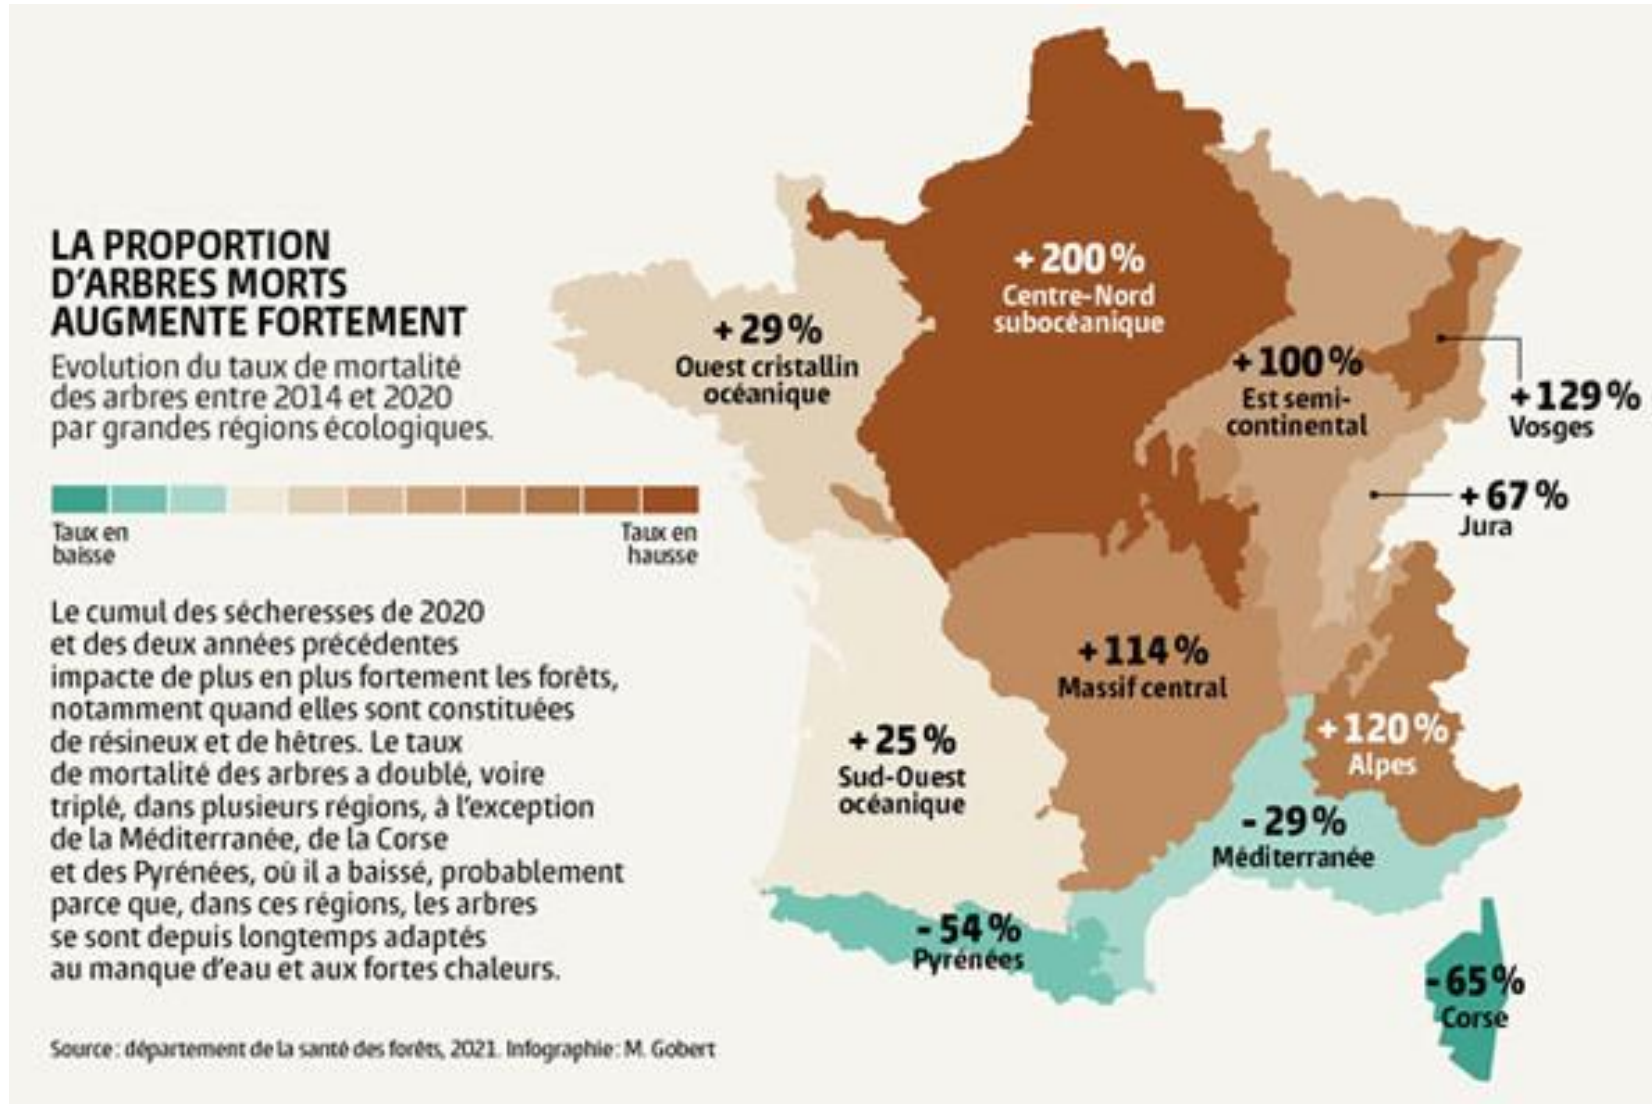 LA PROPORTION
D'ARBRES MORTS
AUGMENTE FORTEMENT
Evolution du taux de mortalité
des arbres entre 2014 et 2020
par grandes régions écologiques.
Taux en
baisse
Taux en
hausse
Le cumul des sécheresses de 2020
et des deux années précédentes
impacte de plus en plus fortement les forêts,
notamment quand elles sont constituées
de résineux et de hêtres. Le taux
de mortalité des arbres a doublé, voire
triplé, dans plusieurs régions, à l'exception
de la Méditerranée, de la Corse
et des Pyrénées, où il a baissé, probablement
parce que, dans ces régions, les arbres
se sont depuis longtemps adaptés
au manque d'eau et aux fortes chaleurs.
Source : département de la santé des forêts, 2021. Infographie : M. Gobert
+ 200 %
Centre-Nord
subocéanique
+ 29 %
Ouest cristallin
océanique
+ 100 %
Est semi-
continental
+ 129 %
Vosges
+ 67 %
Jura
+ 114 %
Massif central
+ 120 %
Alpes
+ 25 %
Sud-Ouest
océanique
- 29 %
Méditerranée
- 54 %
Pyrénées
- 65 %
Corse